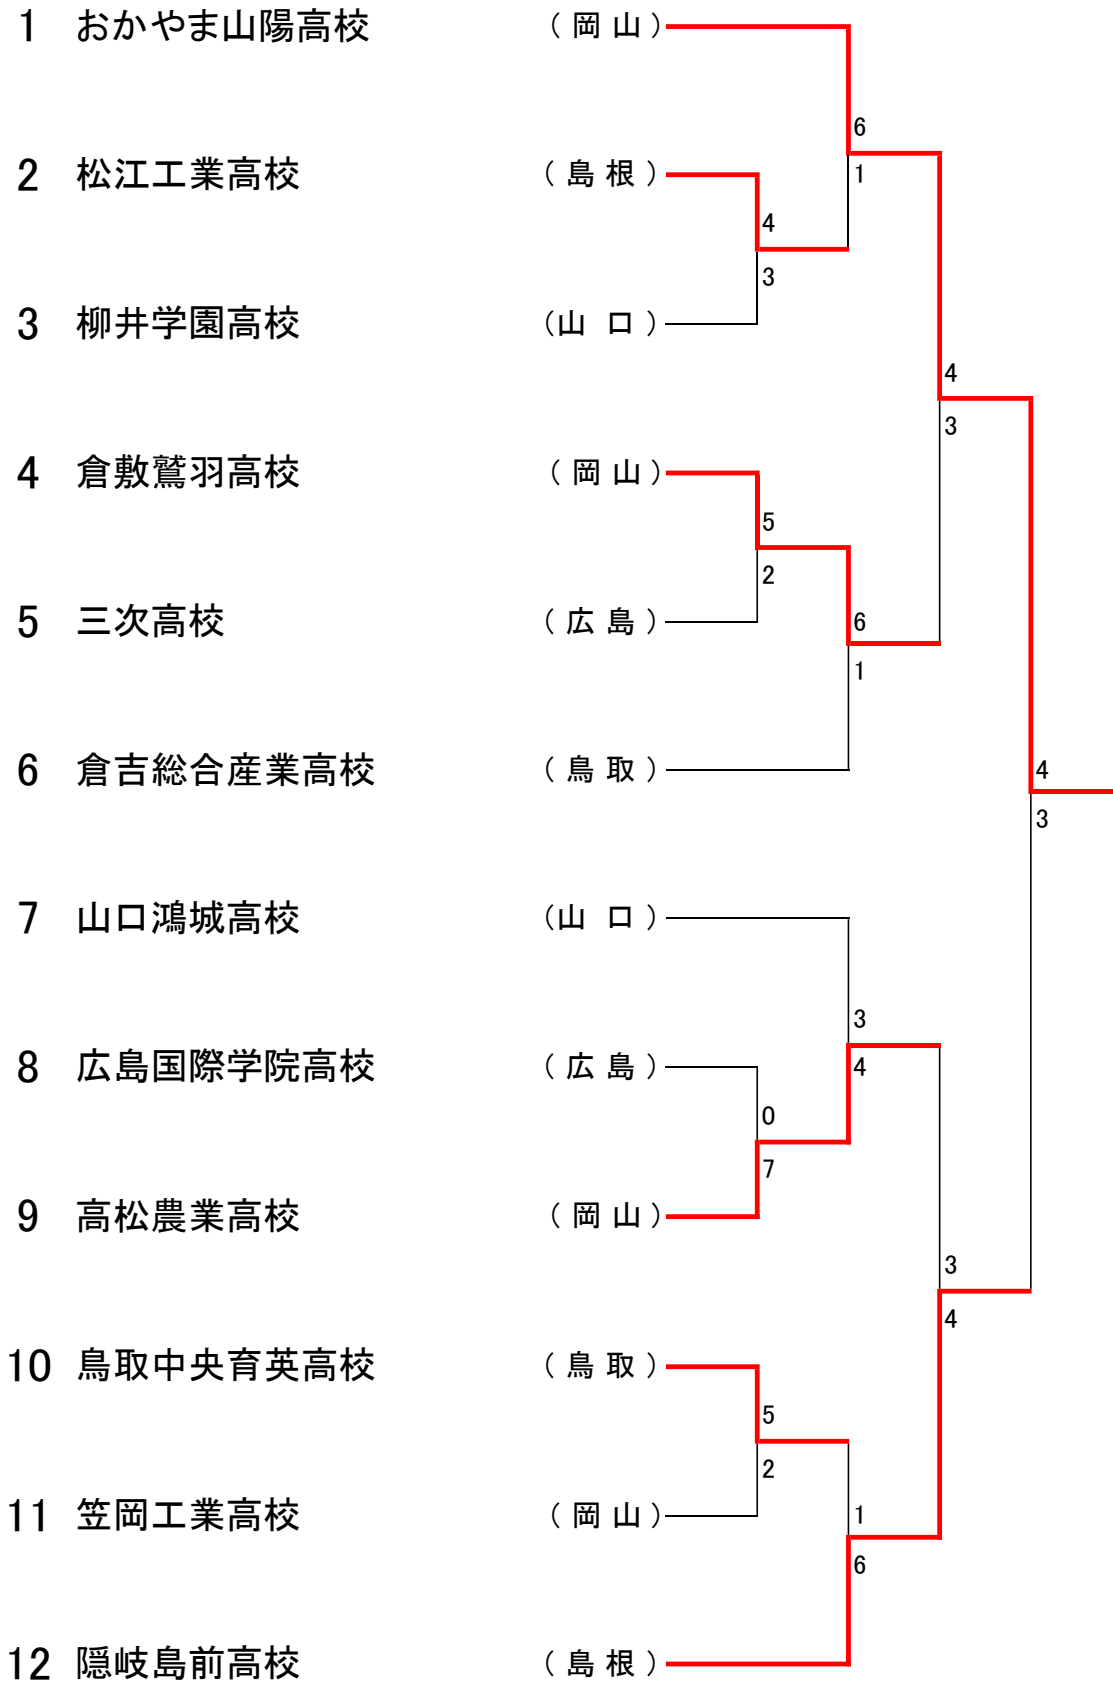 1 おかやま山陽高校 （ 岡 山 ）
6
2 松江工業高校 （ 島 根 ）
1
4
3
3 柳井学園高校 （山 口 ）
4
3
4 倉敷鷲羽高校 （ 岡 山 ）
5
2
5 三次高校 （ 広 島 ）
6
1
6 倉吉総合産業高校 （ 鳥 取 ）
4
3
7 山口鴻城高校 （山 口 ）
3
8 広島国際学院高校 （ 広 島 ）
4
0
7
9 高松農業高校 （ 岡 山 ）
3
4
10 鳥取中央育英高校 （ 鳥 取 ）
5
2
11 笠岡工業高校 （ 岡 山 ）
1
6
12 隠岐島前高校 （ 島 根 ）